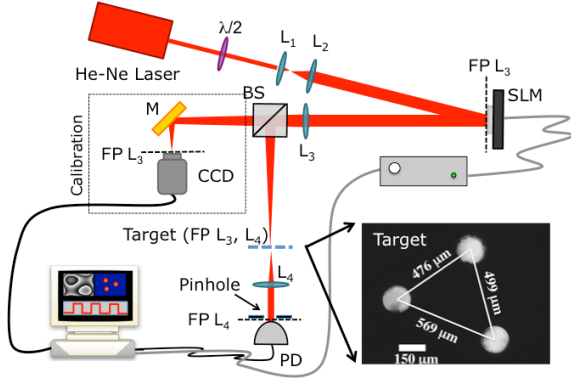 λ/2
L₁
L₂
He-Ne Laser
FP L₃
SLM
BS
M
L₃
FP L₃
CCD
Calibration
Target (FP L₃, L₄)
Target
476 μm
499 μm
569 μm
150 μm
L₄
Pinhole
FP L₄
PD